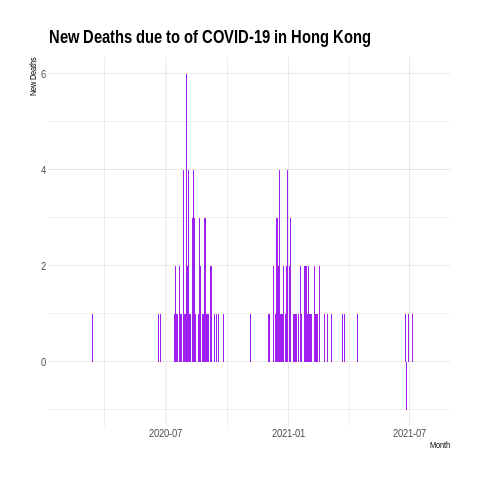 New Deaths due to of COVID-19 in Hong Kong
New Deaths
6
4
2
0
2020-07 2021-01 2021-07
Month